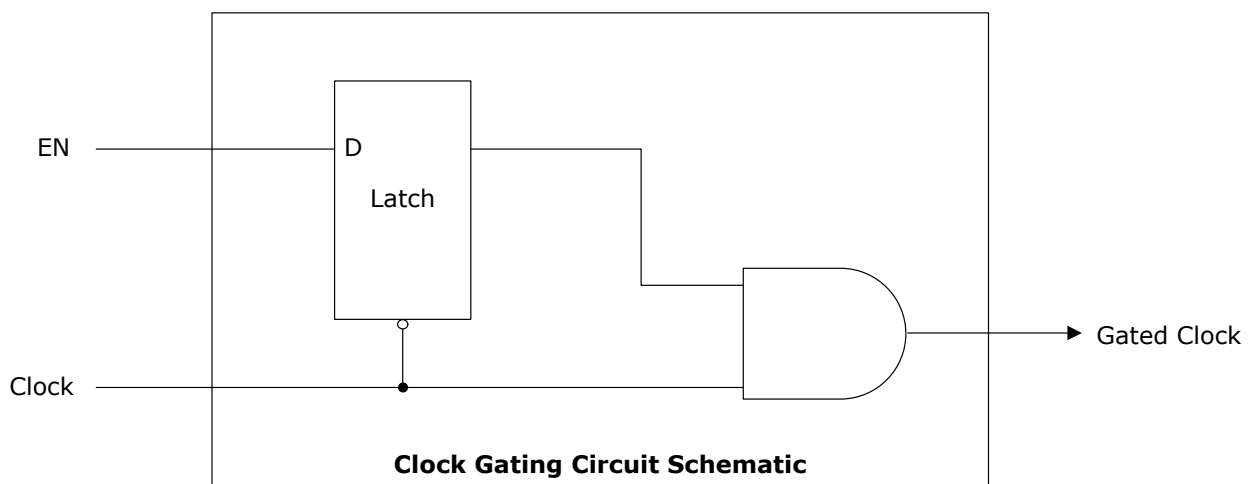 EN
D
Latch
Clock
Gated Clock
Clock Gating Circuit Schematic